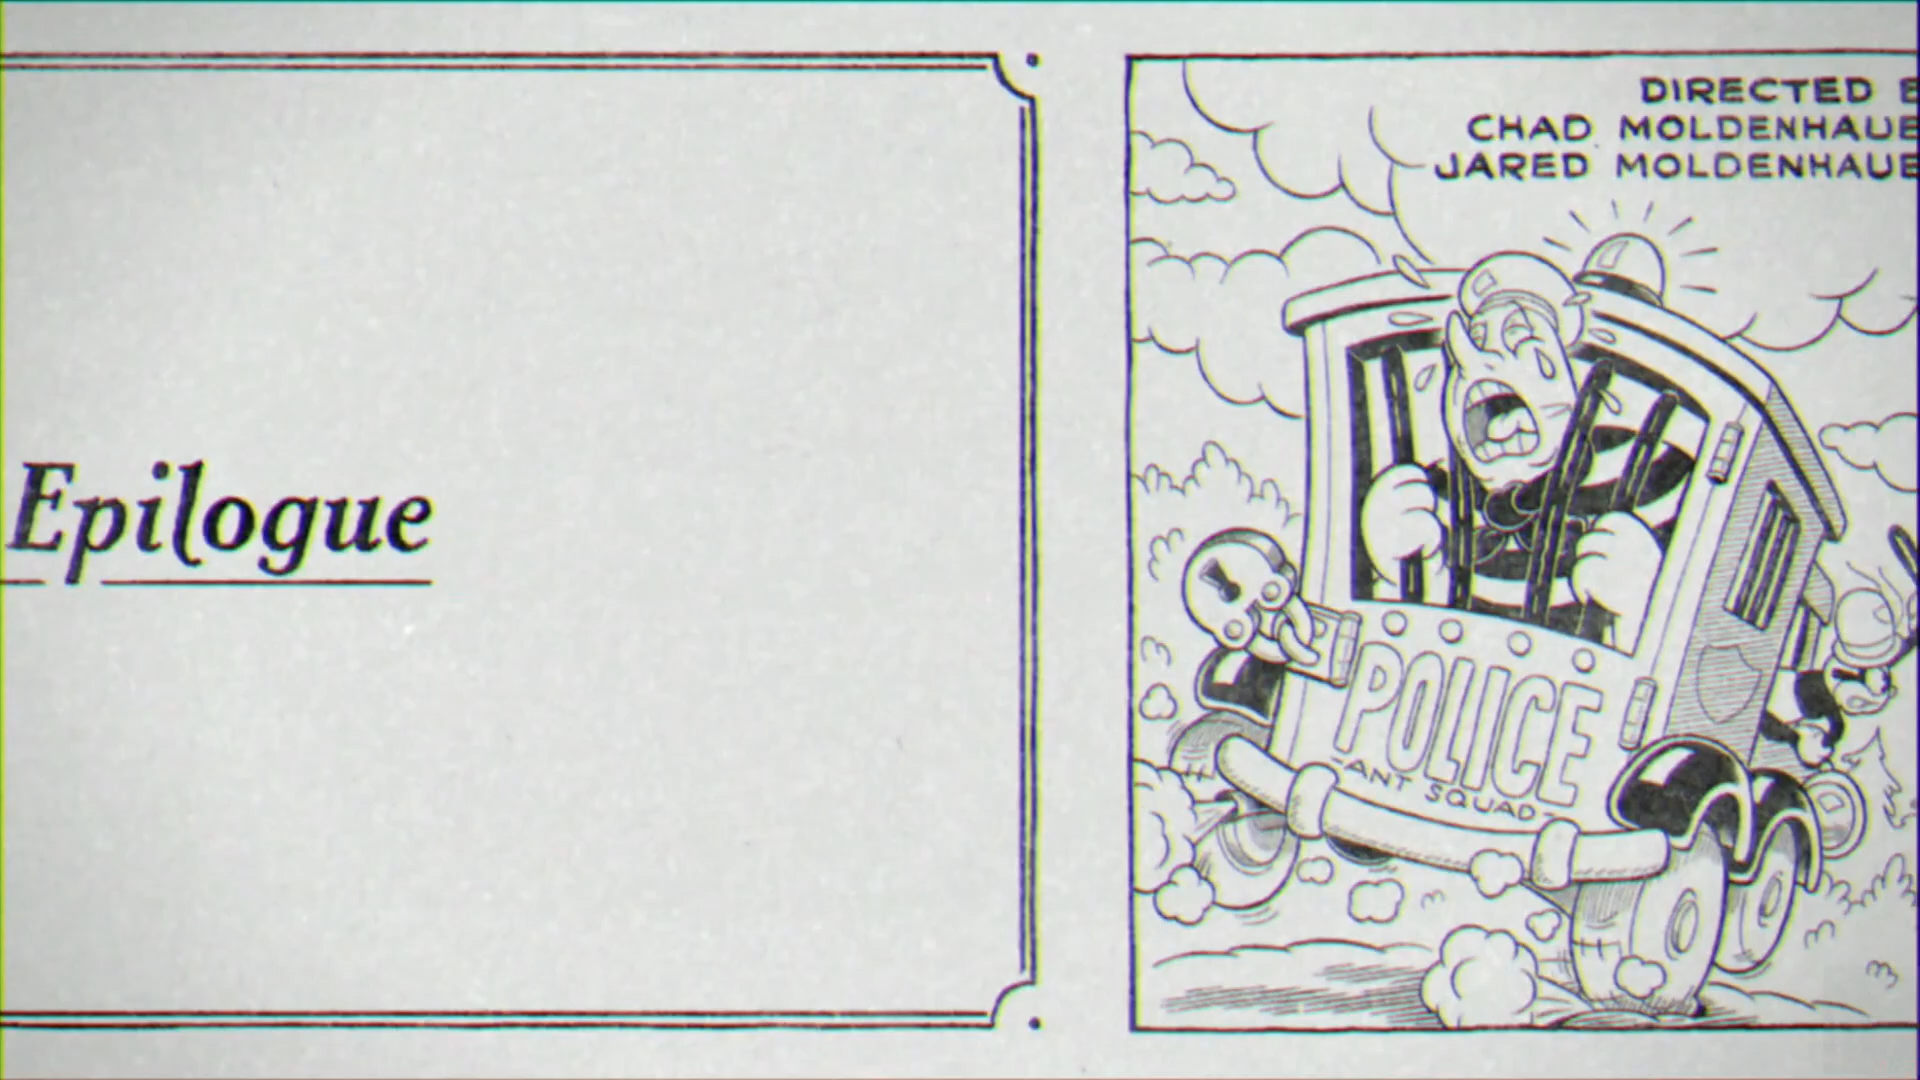 Epilogue
DIRECTED B
CHAD MOLDENHAUE
JARED MOLDENHAUE
POLICE
-ANT SQUAD-